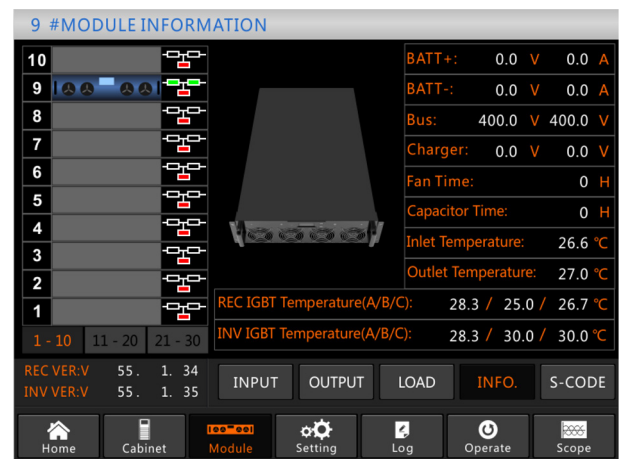 9 #MODULE INFORMATION
10
9
8
7
6
5
4
3
2
1
1 - 10 11 - 20 21 - 30
BATT+: 0.0 V 0.0 A
BATT-: 0.0 V 0.0 A
Bus: 400.0 V 400.0 V
Charger: 0.0 V 0.0 V
Fan Time: 0 H
Capacitor Time: 0 H
Inlet Temperature: 26.6 ℃
Outlet Temperature: 27.0 ℃
REC IGBT Temperature(A/B/C): 28.3 / 25.0 / 26.7 ℃
INV IGBT Temperature(A/B/C): 28.3 / 30.0 / 30.0 ℃
REC VER:V 55. 1. 34
INV VER:V 55. 1. 35
INPUT OUTPUT LOAD INFO. S-CODE
Home Cabinet Module Setting Log Operate Scope